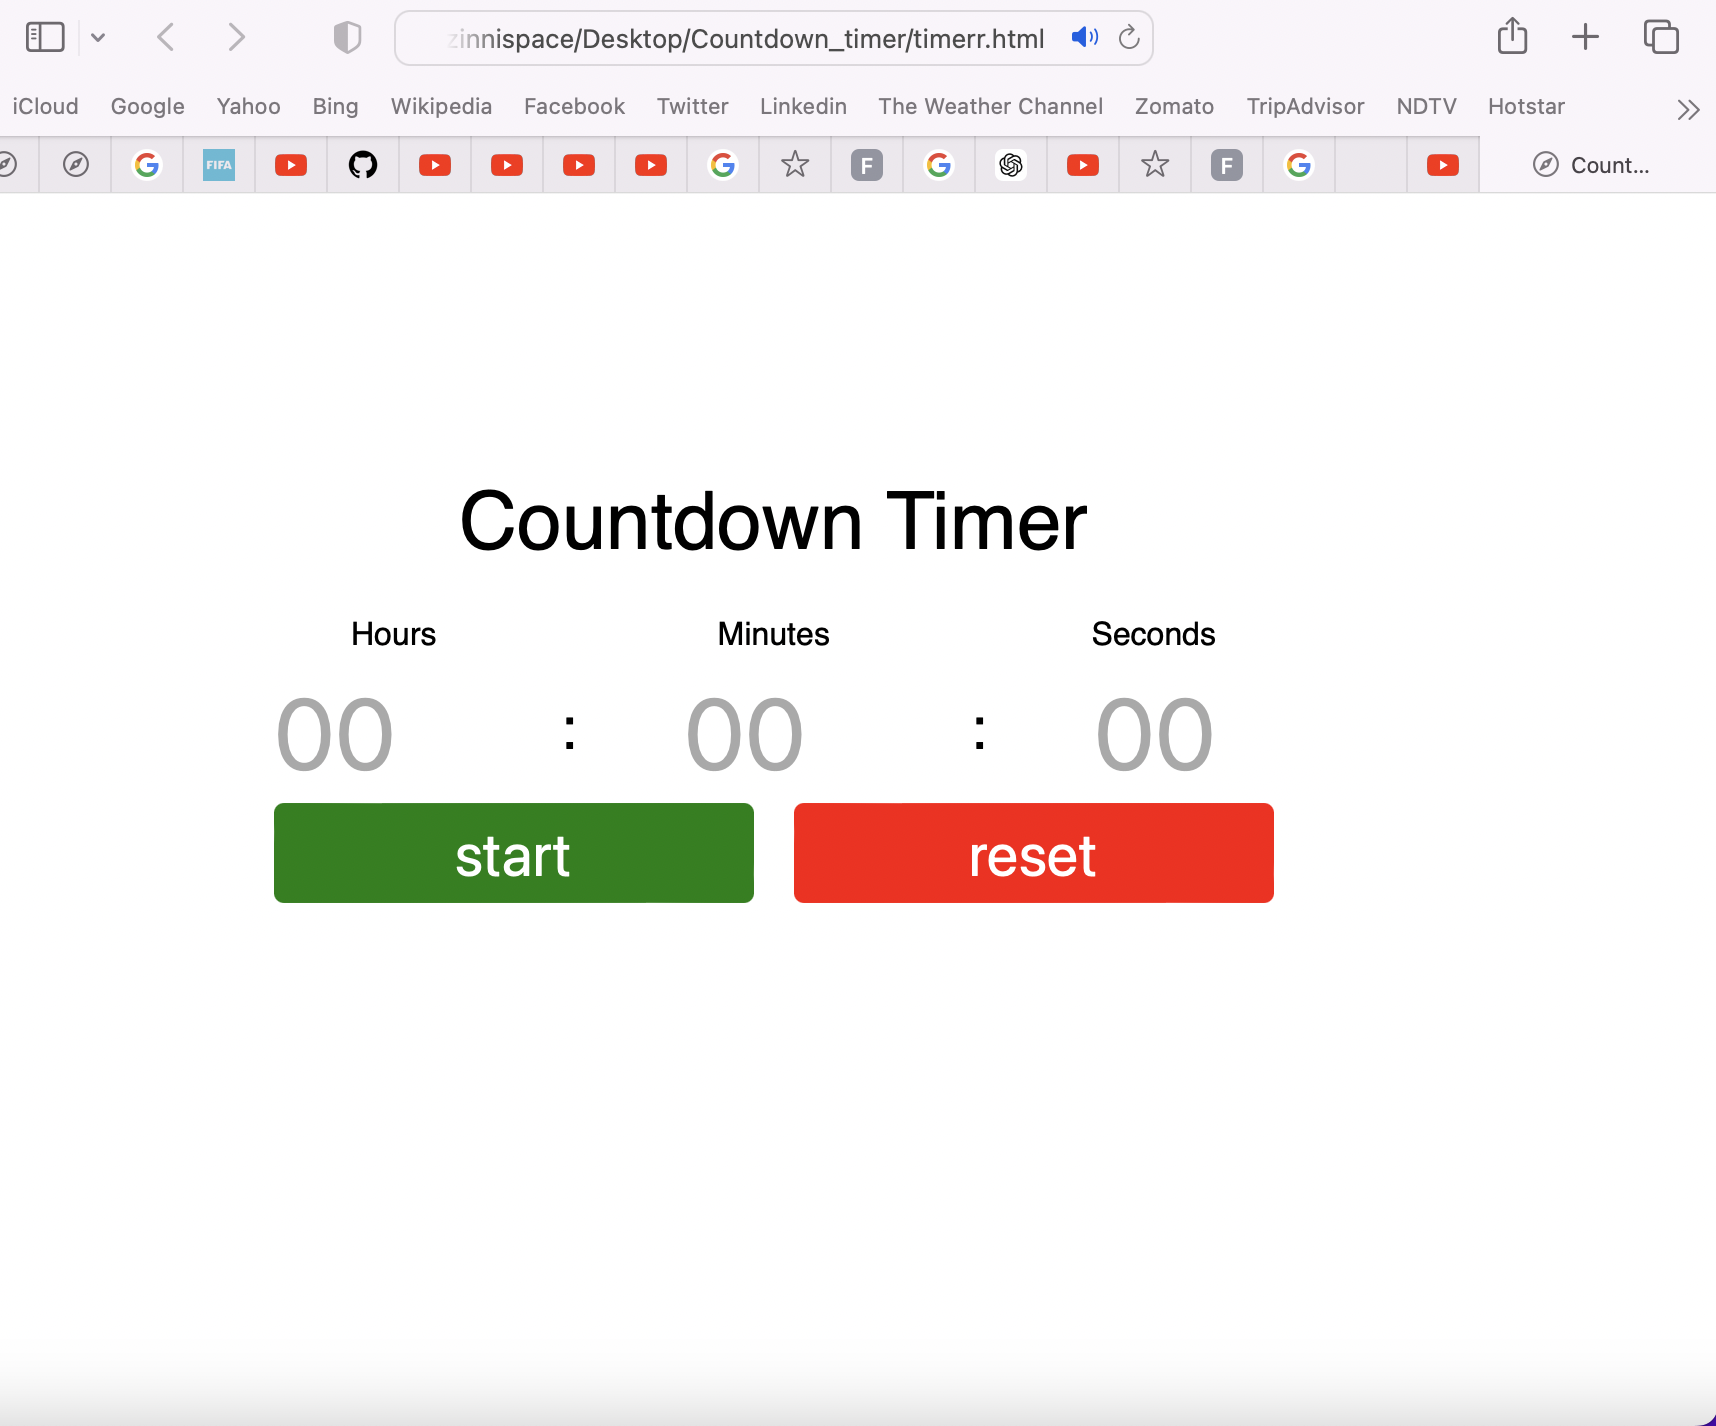 zinnispace/Desktop/Countdown_timer/timerr.html
iCloud Google Yahoo Bing Wikipedia Facebook Twitter Linkedin The Weather Channel Zomato TripAdvisor NDTV Hotstar
FIFA F F Count...
Countdown Timer
Hours Minutes Seconds
00 : 00 : 00
start reset